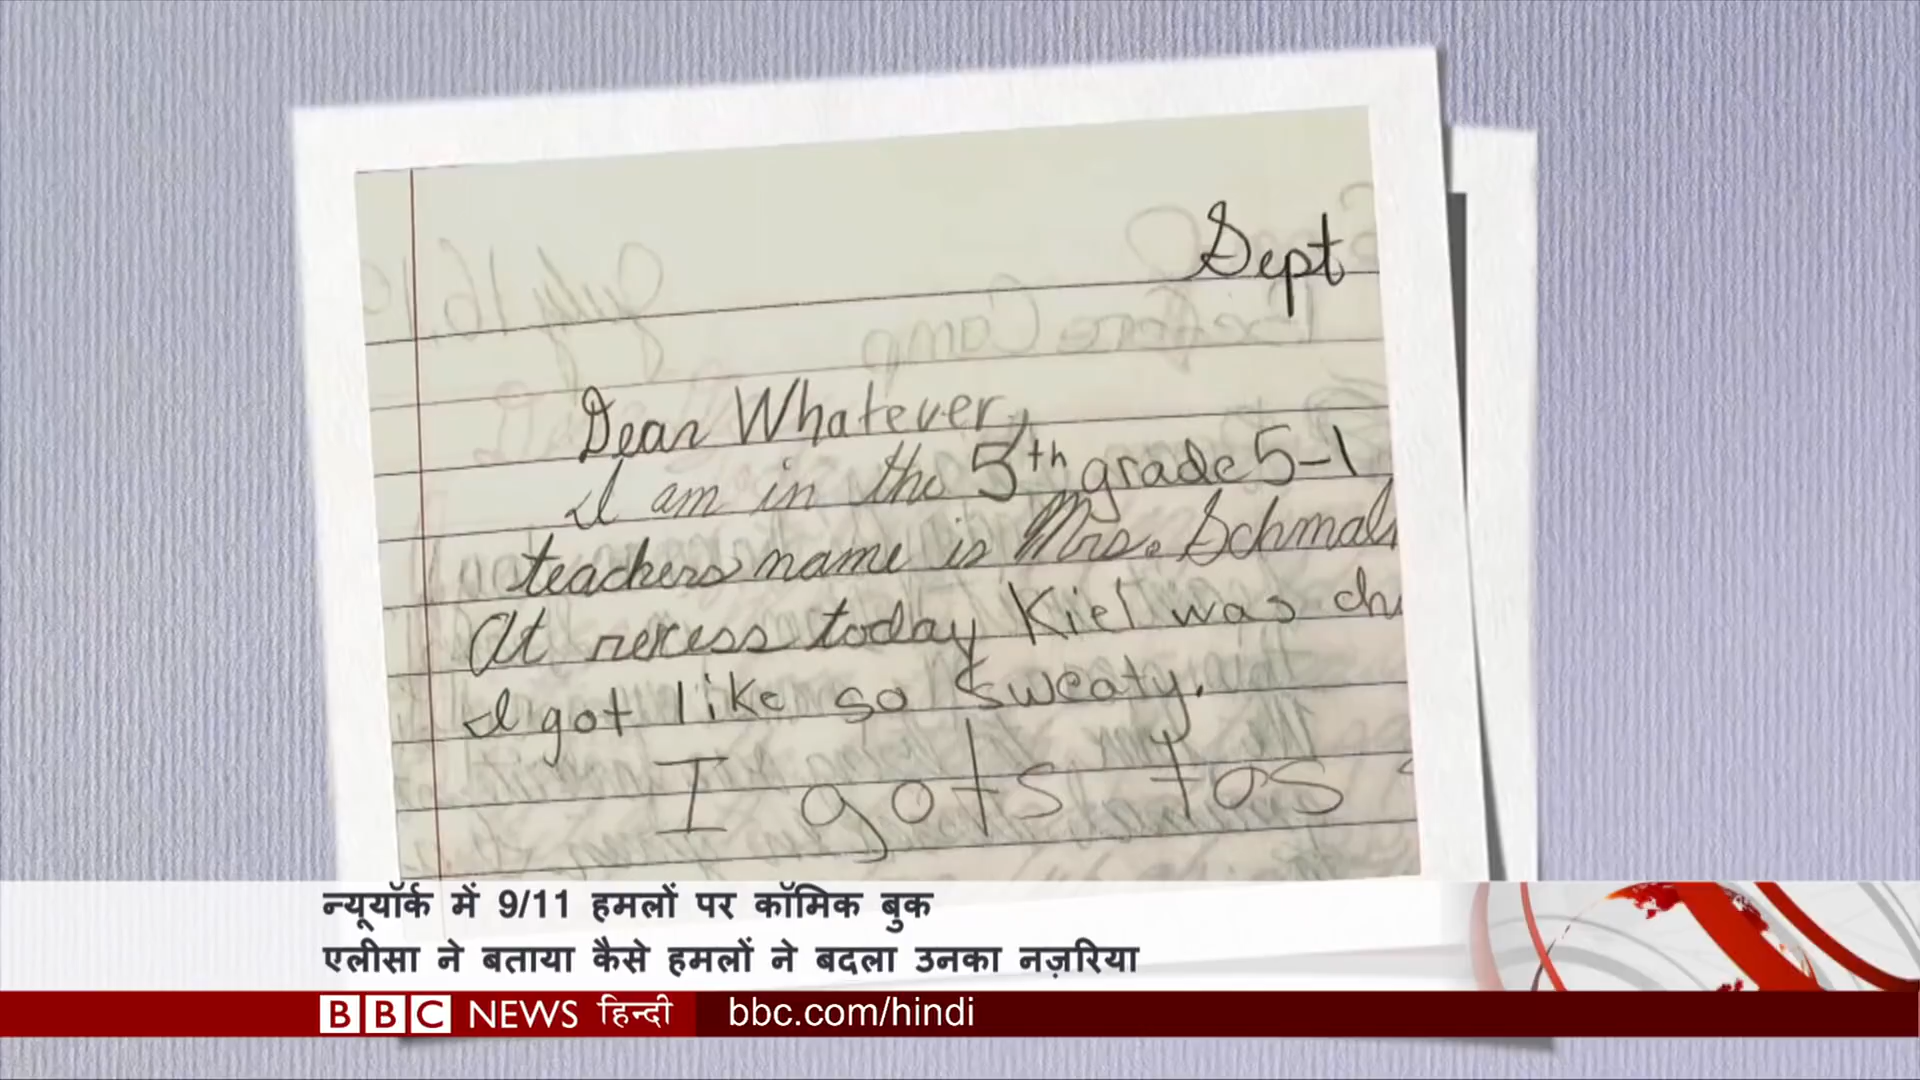 Sept
Dear Whatever,
I am in the 5th grade 5-1
teachers name is Mrs.
At recess today Kiel was
I got like so sweaty.
I gots tos
न्यूयॉर्क में 9/11 हमलों पर कॉमिक बुक
एलीसा ने बताया कैसे हमलों ने बदला उनका नज़रिया
BBC NEWS हिन्दी bbc.com/hindi